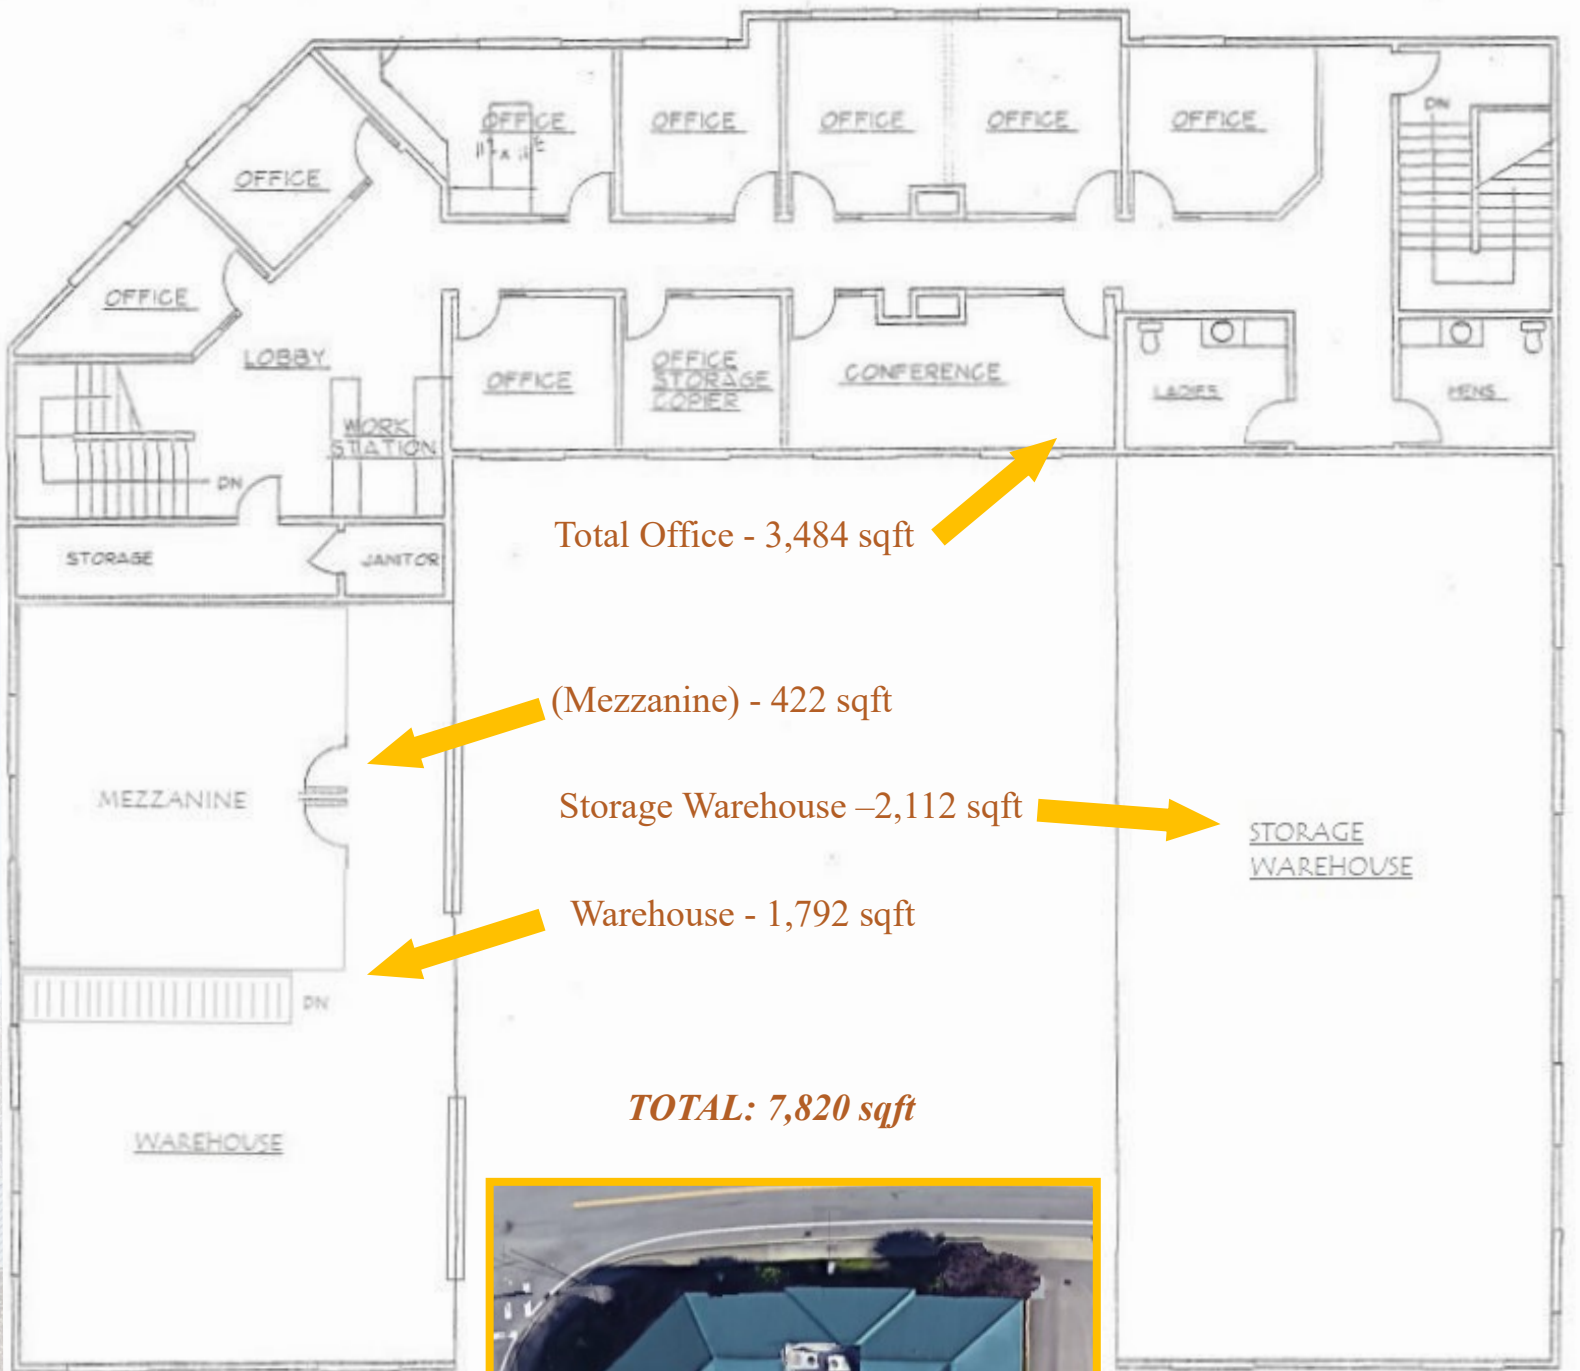 OFFICE
OFFICE
OFFICE
OFFICE
OFFICE
DN
OFFICE
OFFICE
LOBBY
OFFICE
OFFICE
STORAGE
COPIER
CONFERENCE
LADIES
MENS
WORK
STATION
DN
STORAGE
JANITOR
Total Office - 3,484 sqft
(Mezzanine) - 422 sqft
MEZZANINE
Storage Warehouse –2,112 sqft
STORAGE
WAREHOUSE
Warehouse - 1,792 sqft
DN
TOTAL: 7,820 sqft
WAREHOUSE